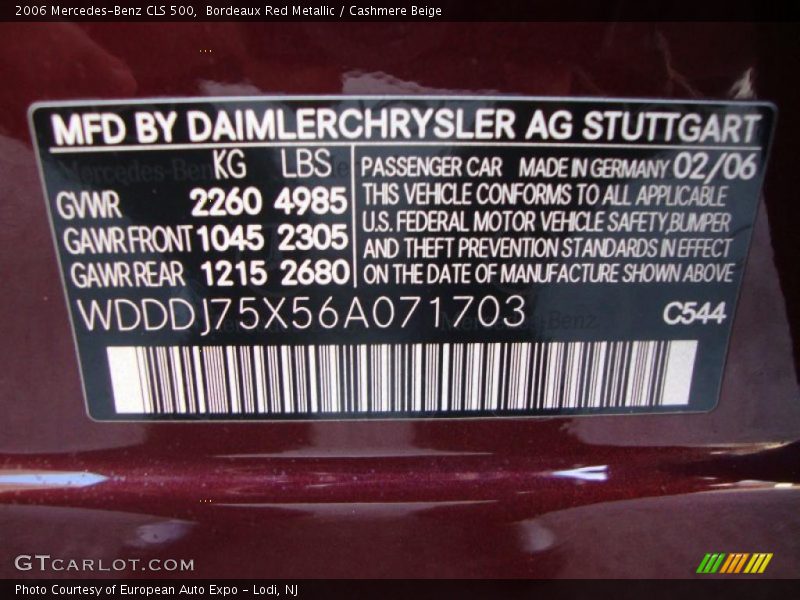 2006 Mercedes-Benz CLS 500,  Bordeaux Red Metallic / Cashmere Beige
MFD BY DAIMLERCHRYSLER AG STUTTGART
KG LBS
GVWR 2260 4985
GAWR FRONT 1045 2305
GAWR REAR 1215 2680
PASSENGER CAR MADE IN GERMANY 02/06
THIS VEHICLE CONFORMS TO ALL APPLICABLE
U.S. FEDERAL MOTOR VEHICLE SAFETY, BUMPER
AND THEFT PREVENTION STANDARDS IN EFFECT
ON THE DATE OF MANUFACTURE SHOWN ABOVE
WDDDJ75X56A071703
C544
GTCARLOT.COM
Photo Courtesy of European Auto Expo - Lodi, NJ